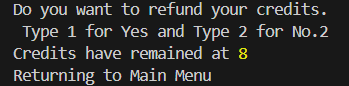 Do you want to refund your credits.
 Type 1 for Yes and Type 2 for No.2
Credits have remained at 8
Returning to Main Menu